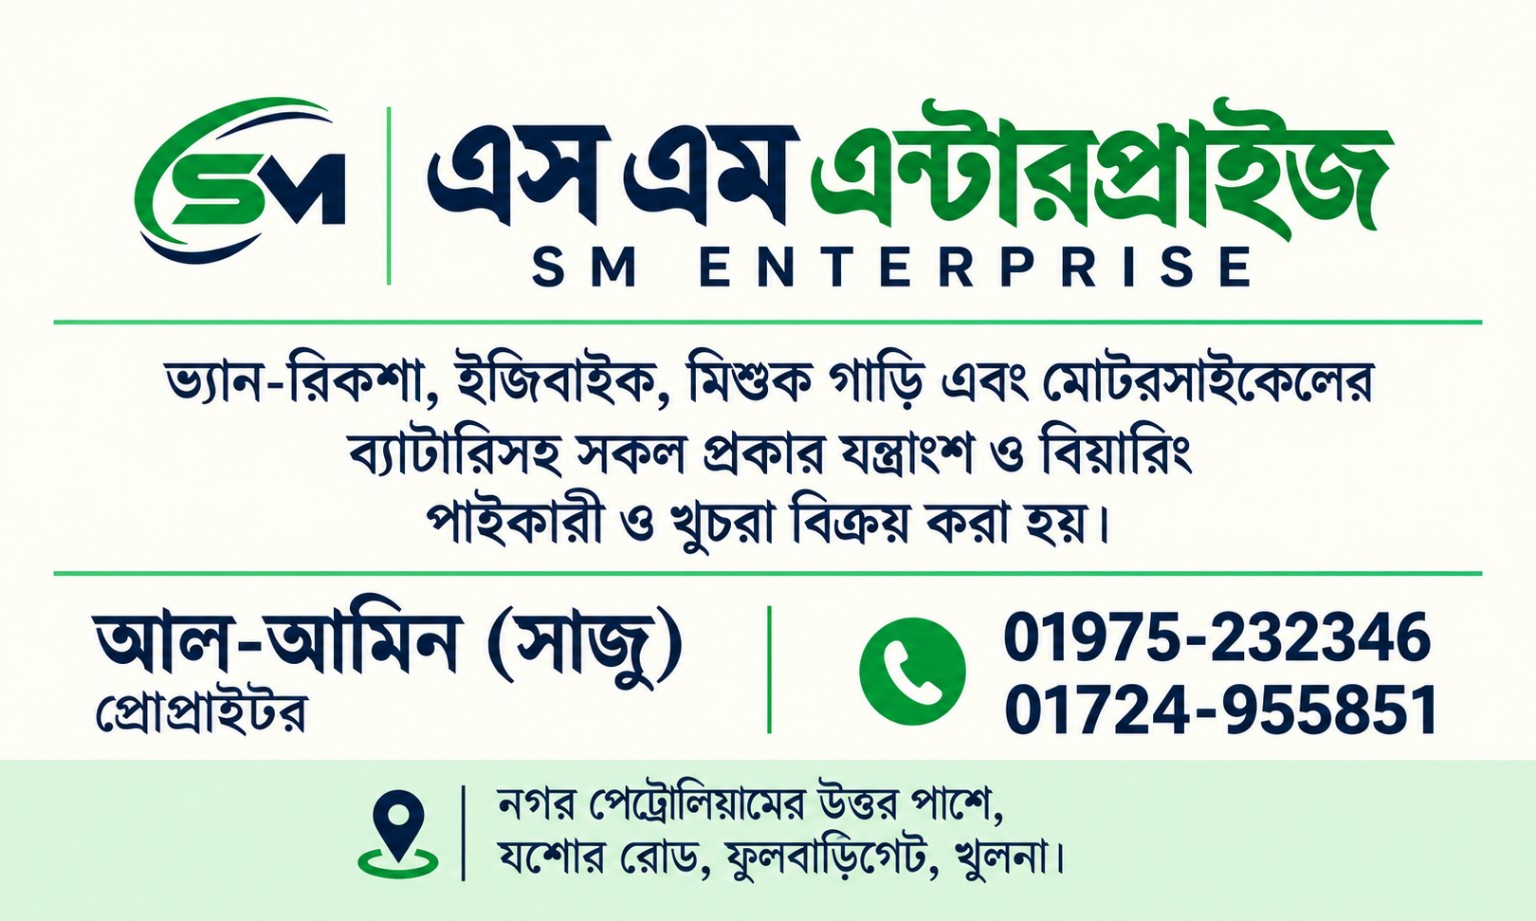 SM
এস এম এন্টারপ্রাইজ
SM ENTERPRISE
ভ্যান-রিকশা, ইজিবাইক, মিশুক গাড়ি এবং মোটরসাইকেলের
ব্যাটারিসহ সকল প্রকার যন্ত্রাংশ ও বিয়ারিং
পাইকারী ও খুচরা বিক্রয় করা হয়।
আল-আমিন (সাজু)
প্রোপ্রাইটর
01975-232346
01724-955851
নগর পেট্রোলিয়ামের উত্তর পাশে,
যশোর রোড, ফুলবাড়িগেট, খুলনা।